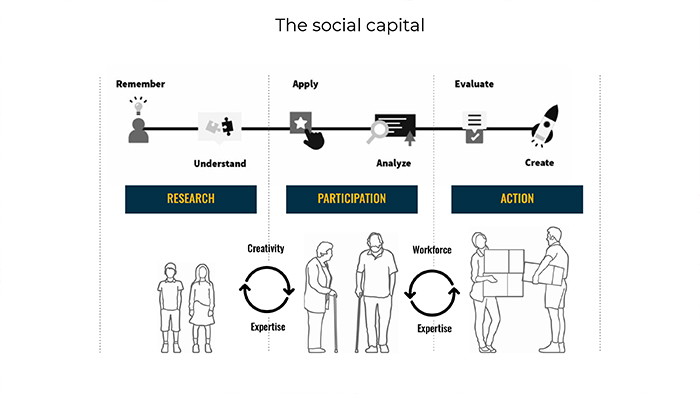 The social capital
Remember
Apply
Evaluate
Understand
Analyze
Create
RESEARCH
PARTICIPATION
ACTION
Creativity
Workforce
Expertise
Expertise